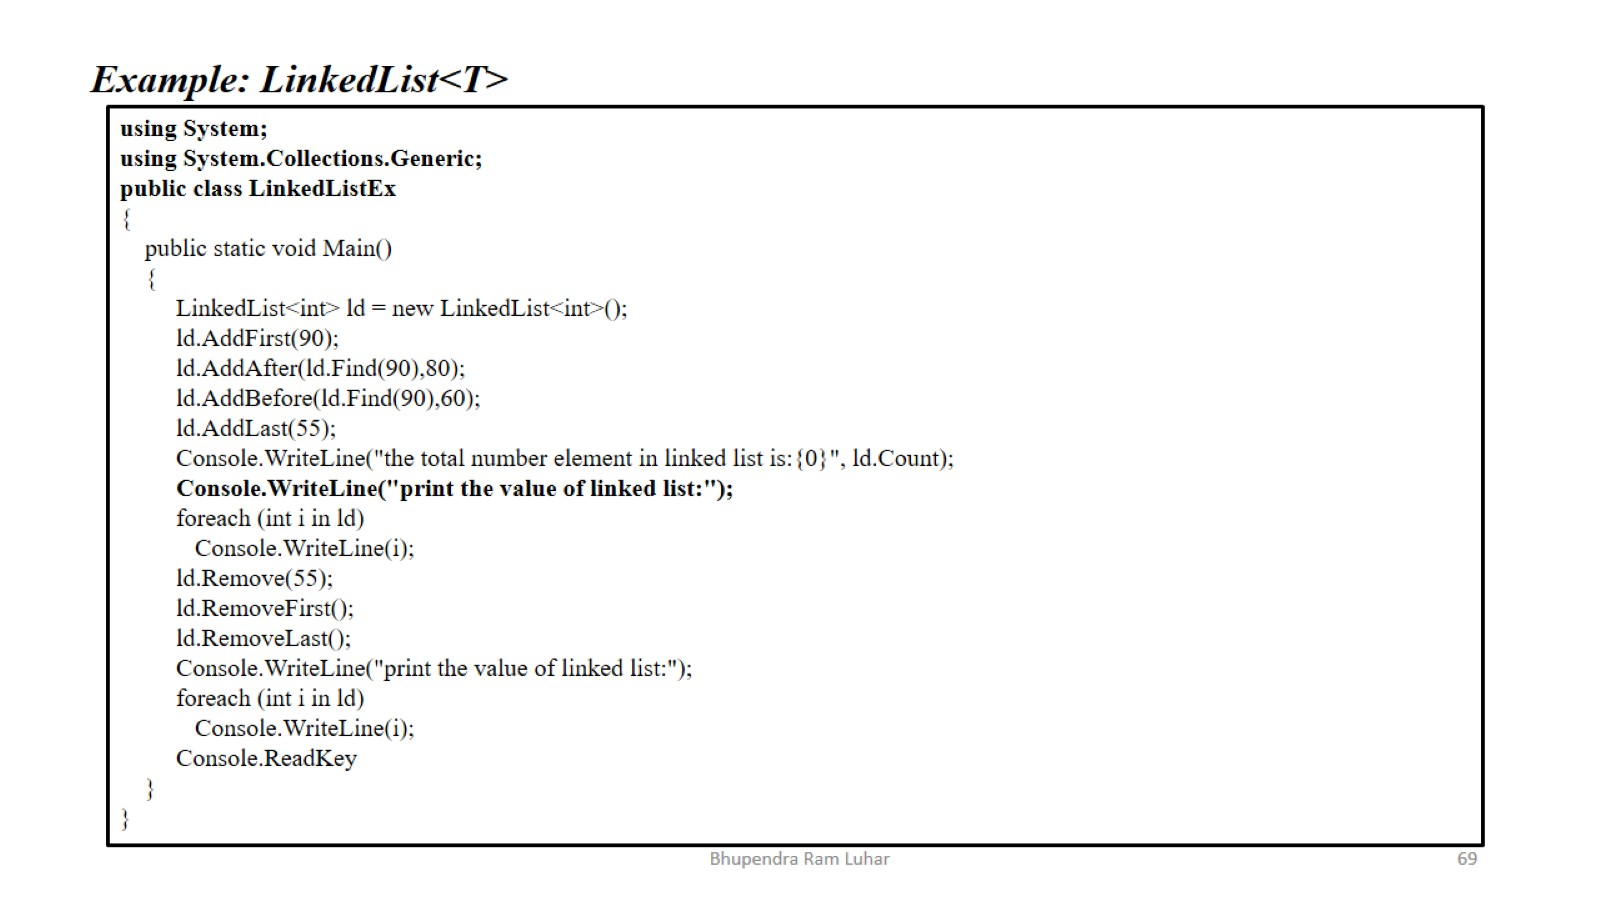 Example: LinkedList<T>
using System;
using System.Collections.Generic;
public class LinkedListEx
{
public static void Main()
{
LinkedList<int> ld = new LinkedList<int>();
ld.AddFirst(90);
ld.AddAfter(ld.Find(90),80);
ld.AddBefore(ld.Find(90),60);
ld.AddLast(55);
Console.WriteLine("the total number element in linked list is:{0}", ld.Count);
Console.WriteLine("print the value of linked list:");
foreach (int i in ld)
Console.WriteLine(i);
ld.Remove(55);
ld.RemoveFirst();
ld.RemoveLast();
Console.WriteLine("print the value of linked list:");
foreach (int i in ld)
Console.WriteLine(i);
Console.ReadKey
}
}
Bhupendra Ram Luhar
69